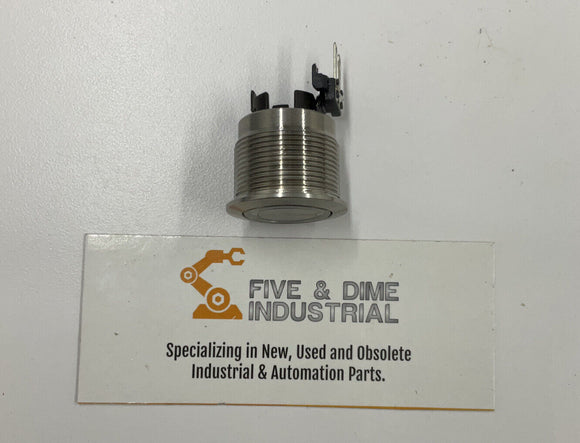 FIVE & DIME
INDUSTRIAL
Specializing in New, Used and Obsolete
Industrial & Automation Parts.